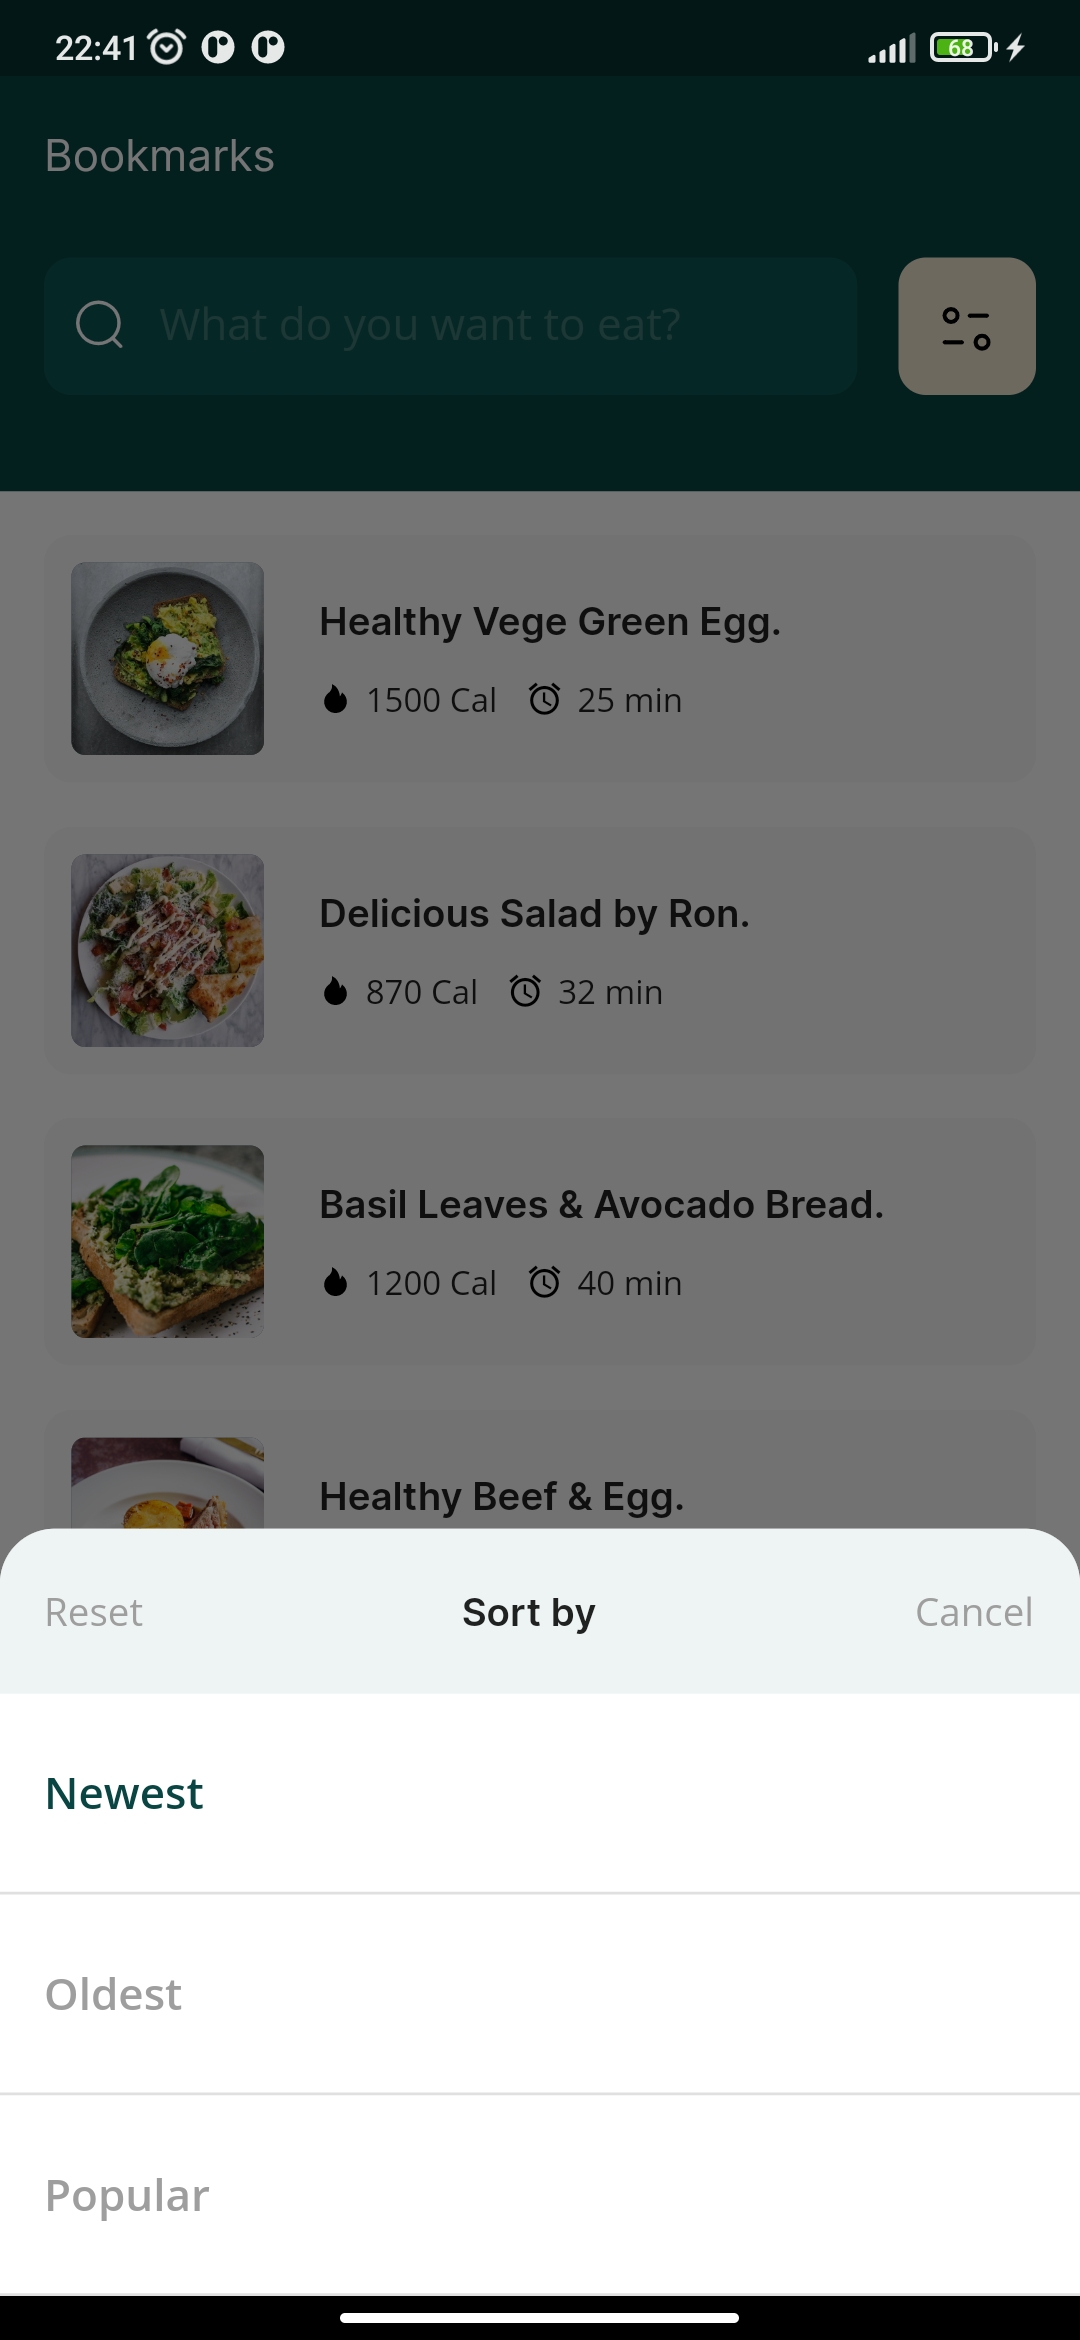 22:41
68
Bookmarks
What do you want to eat?
Healthy Vege Green Egg.
1500 Cal 25 min
Delicious Salad by Ron.
870 Cal 32 min
Basil Leaves & Avocado Bread.
1200 Cal 40 min
Healthy Beef & Egg.
Reset Sort by Cancel
Newest
Oldest
Popular